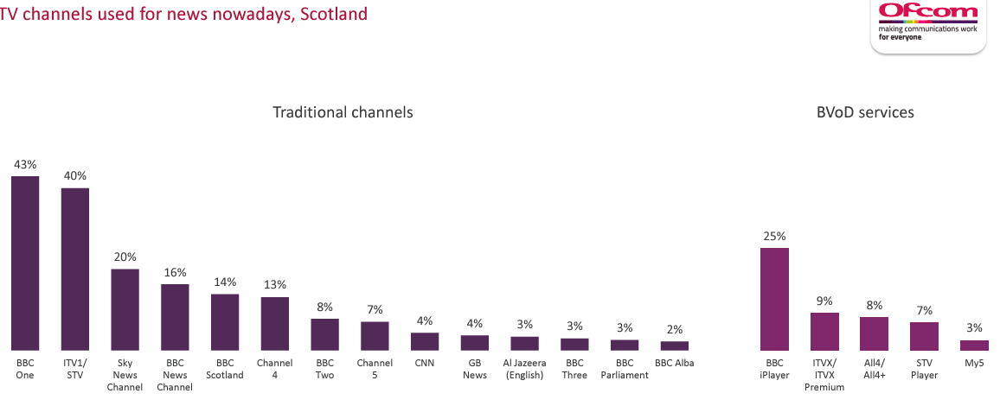 TV channels used for news nowadays, Scotland
Ofcom
making communications work
for everyone
Traditional channels
BVoD services
43%
40%
20%
16%
14%
13%
8%
7%
4%
4%
3%
3%
3%
2%
25%
9%
8%
7%
3%
BBC
One
ITV1/
STV
Sky
News
Channel
BBC
News
Channel
BBC
Scotland
Channel
4
BBC
Two
Channel
5
CNN
GB
News
Al Jazeera
(English)
BBC
Three
BBC
Parliament
BBC Alba
BBC
iPlayer
ITVX/
ITVX
Premium
All4/
All4+
STV
Player
My5